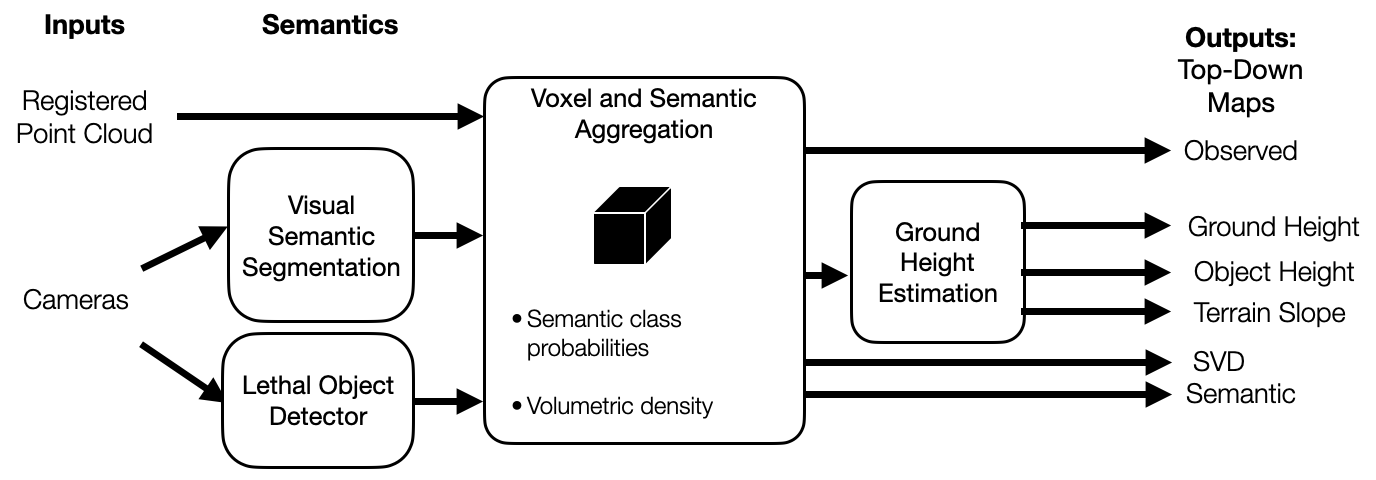 Inputs
Semantics
Outputs:
Top-Down
Maps
Registered
Point Cloud
Cameras
Visual
Semantic
Segmentation
Lethal Object
Detector
Voxel and Semantic
Aggregation
• Semantic class
probabilities
• Volumetric density
Ground
Height
Estimation
Observed
Ground Height
Object Height
Terrain Slope
SVD
Semantic